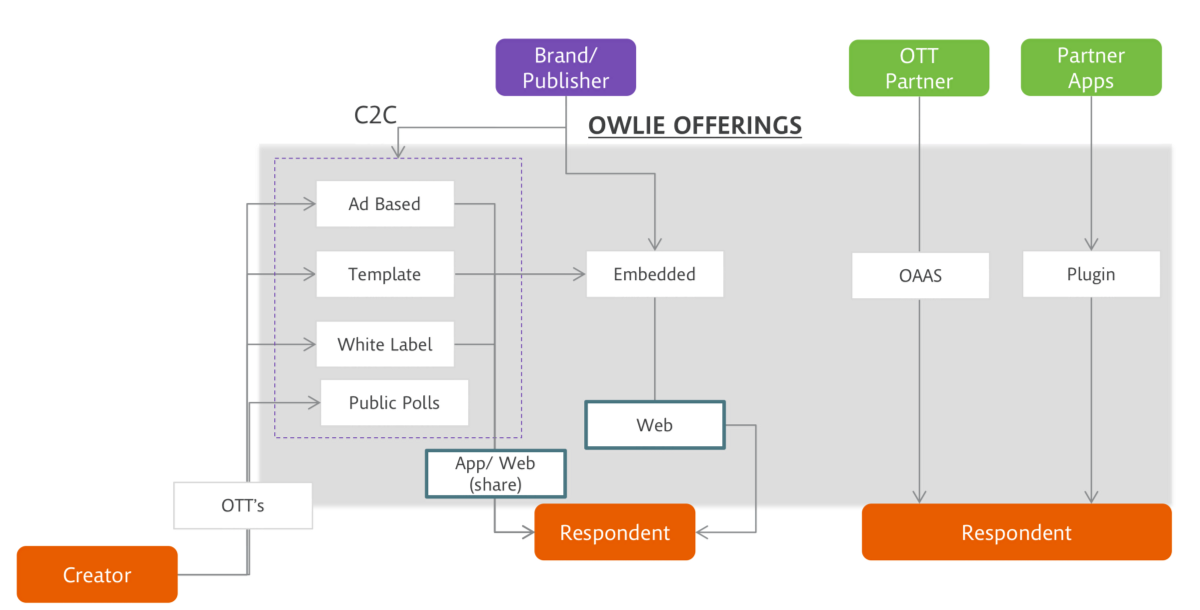 Brand/
Publisher
OTT
Partner
Partner
Apps
C2C
OWLIE OFFERINGS
Ad Based
Template
Embedded
OAAS
Plugin
White Label
Public Polls
Web
App/ Web
(share)
OTT's
Respondent
Respondent
Creator